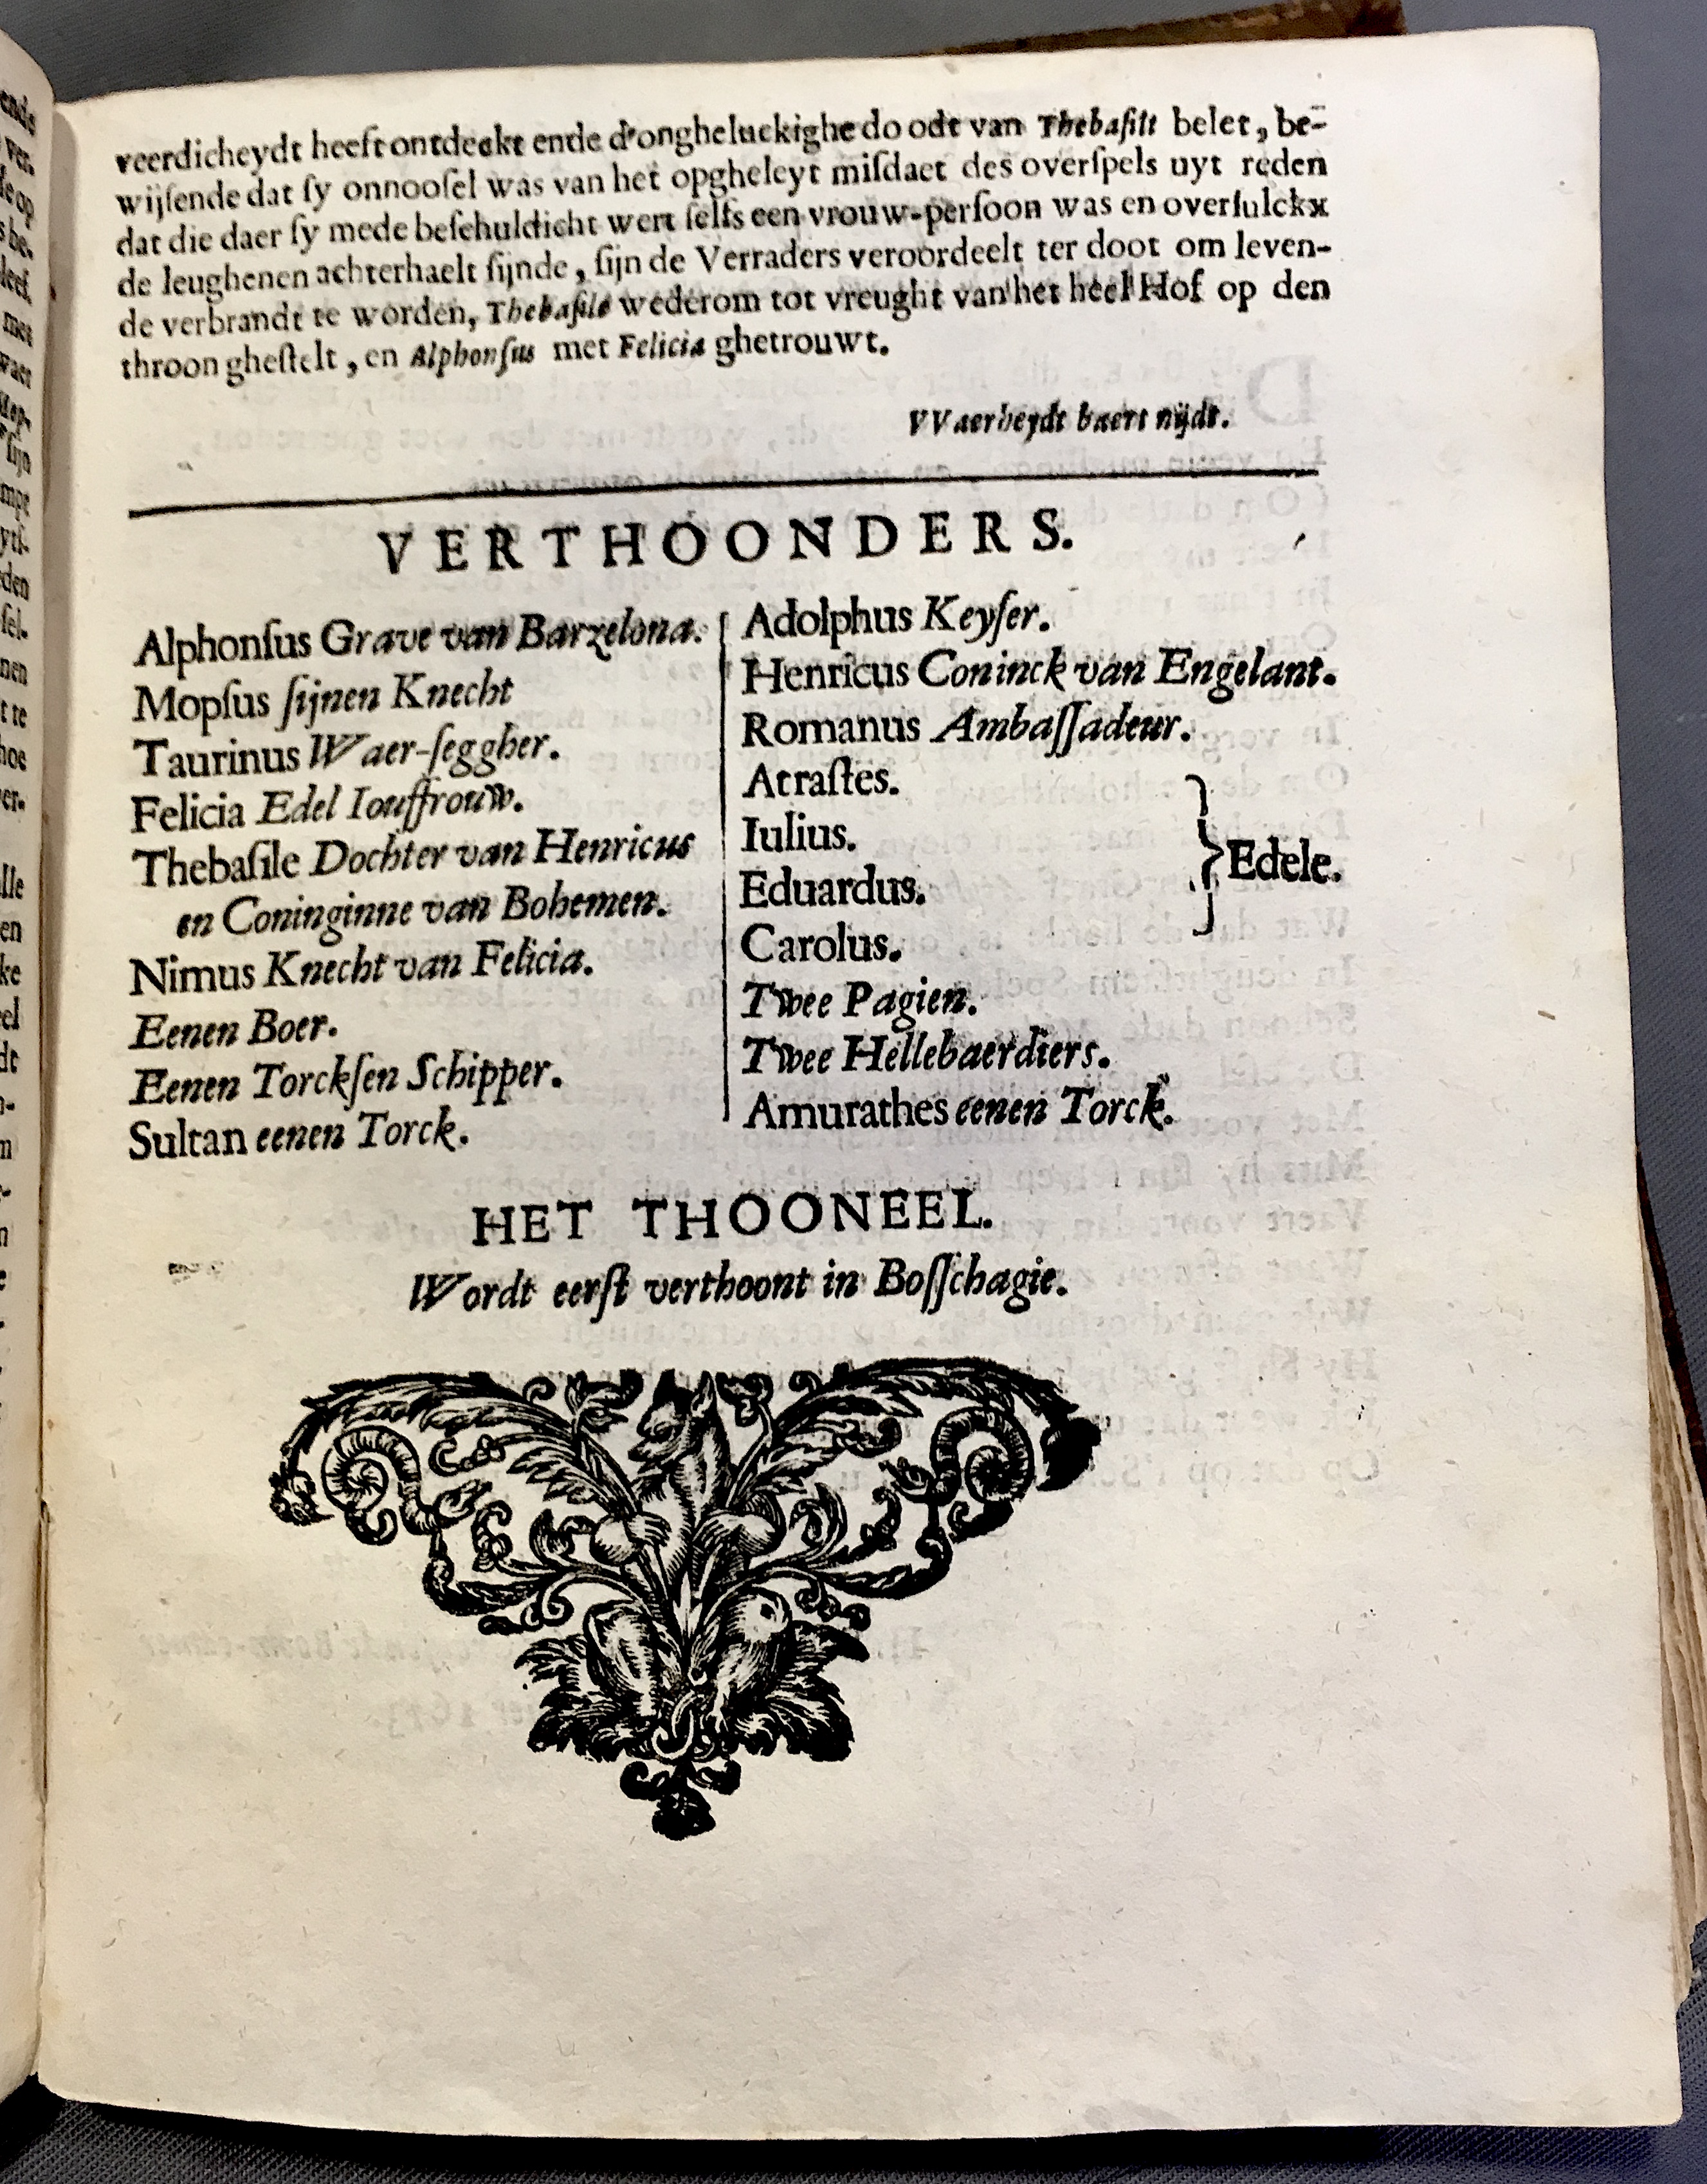 veerdicheydt heeft ontdeckt ende d'ongheluckighe do odt van Thebaſile belet, be-
wijſende dat ſy onnooſel was van het opgheleyt miſdaet des overſpels uyt reden
dat die daer ſy mede beſchuldicht wert ſelfs een vrouw-perſoon was en overſulckx
de leughenen achterhaelt ſijnde, ſijn de Verraders veroordeelt ter doot om leven-
de verbrandt te worden, Thebaſile wederom tot vreught van het heel Hof op den
throon gheſtelt, en Alphonſus met Felicia ghetrouwt.
VVaerheydt baert nijdt.
VERTHOONDERS.
Alphonſus Grave van Barzelona.
Mopſus ſijnen Knecht
Taurinus Waer-ſeggher.
Felicia Edel Iouffrouw.
Thebaſile Dochter van Henricus
en Coninginne van Bohemen.
Nimus Knecht van Felicia.
Eenen Boer.
Eenen Torckſen Schipper.
Sultan eenen Torck.
Adolphus Keyſer.
Henricus Coninck van Engelant.
Romanus Ambaſſadeur.
Atraſtes.
Iulius.
Eduardus.
Carolus.
Edele.
Twee Pagien.
Twee Hellebaerdiers.
Amurathes eenen Torck.
HET THOONEEL.
Wordt eerſt verthoont in Boſſchagie.